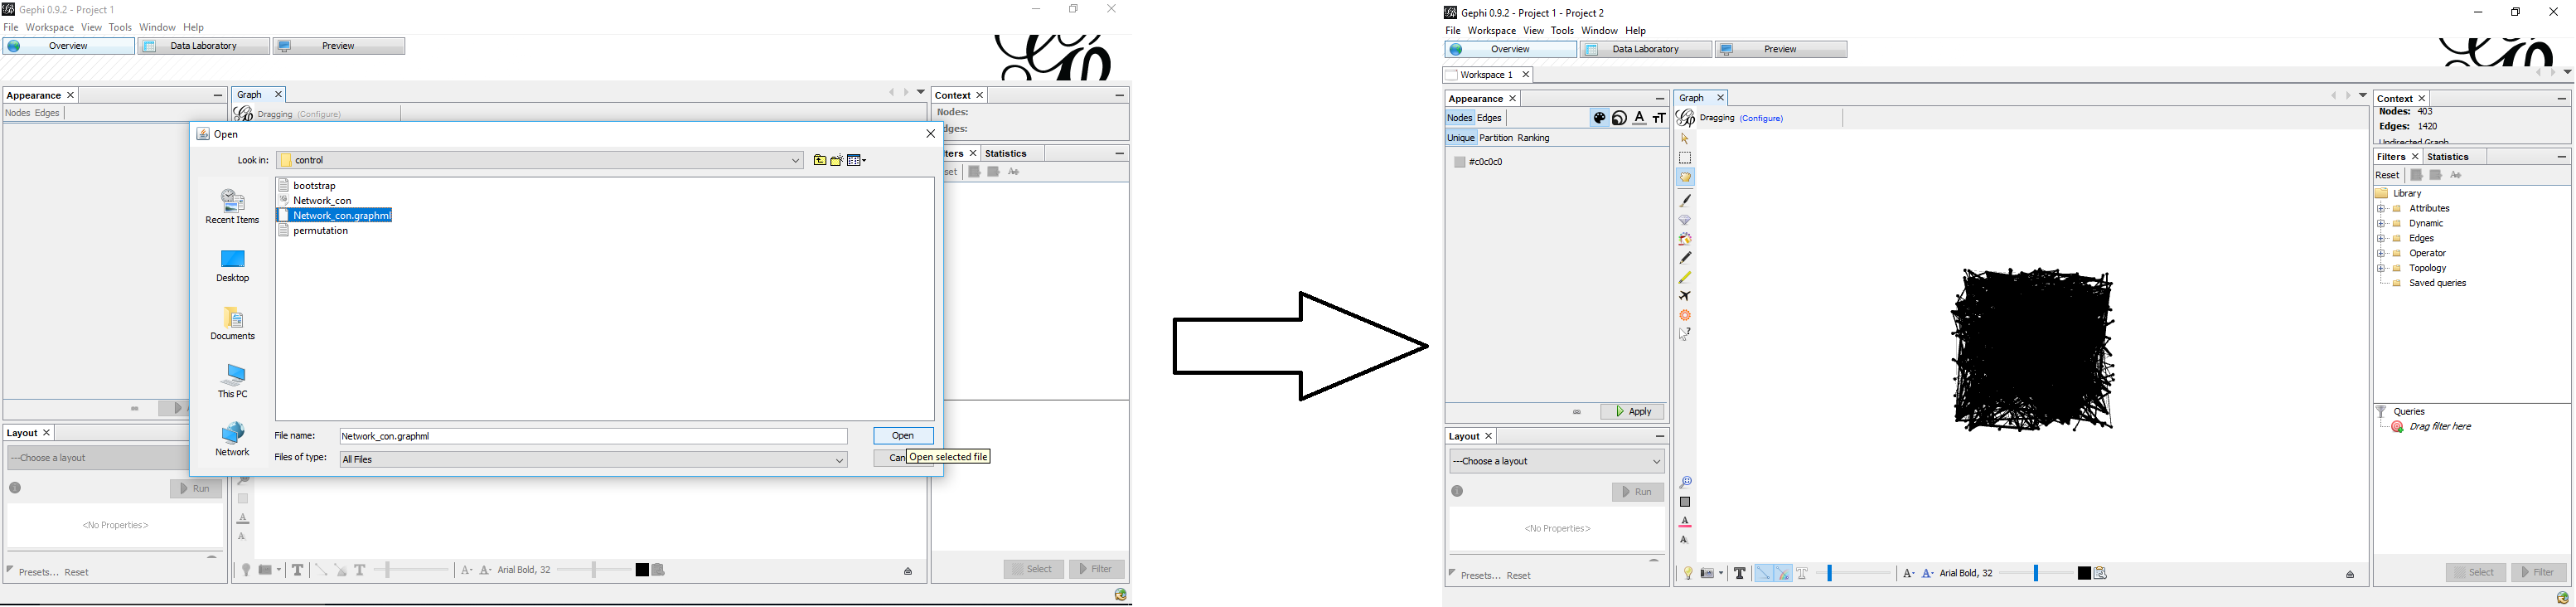 Gephi 0.9.2 - Project 1
File Workspace View Tools Window Help
Overview Data Laboratory Preview
Appearance
Nodes Edges
Graph
Dragging (Configure)
Context
Nodes:
Open
Look in: control
bootstrap
Network_con
Network_con.graphml
permutation
Recent Items
Desktop
Documents
This PC
Network
File name: Network_con.graphml
Files of type: All Files
Open
Open selected file
Statistics
Layout
---Choose a layout
Run
<No Properties>
Presets... Reset
Arial Bold, 32
Select Filter
Gephi 0.9.2 - Project 1 - Project 2
File Workspace View Tools Window Help
Overview Data Laboratory Preview
Workspace 1
Appearance
Nodes Edges
Unique Partition Ranking
#c0c0c0
Apply
Layout
---Choose a layout
Run
<No Properties>
Presets... Reset
Graph
Dragging (Configure)
Arial Bold, 32
Context
Nodes: 403
Edges: 1420
Undirected Graph
Filters Statistics
Reset
Library
Attributes
Dynamic
Edges
Operator
Topology
Saved queries
Queries
Drag filter here
Select Filter